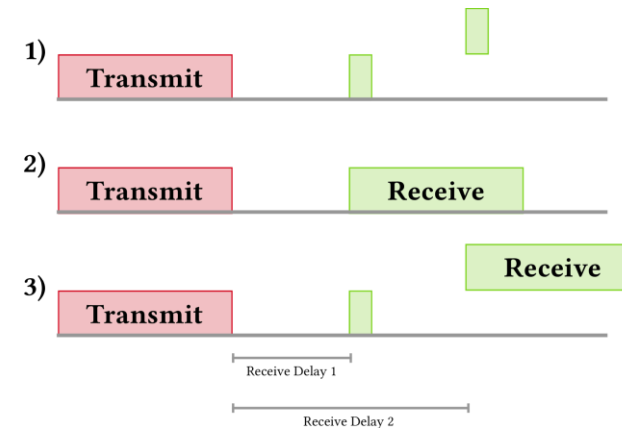 1)
Transmit
2)
Transmit
Receive
Receive
3)
Transmit
Receive Delay 1
Receive Delay 2